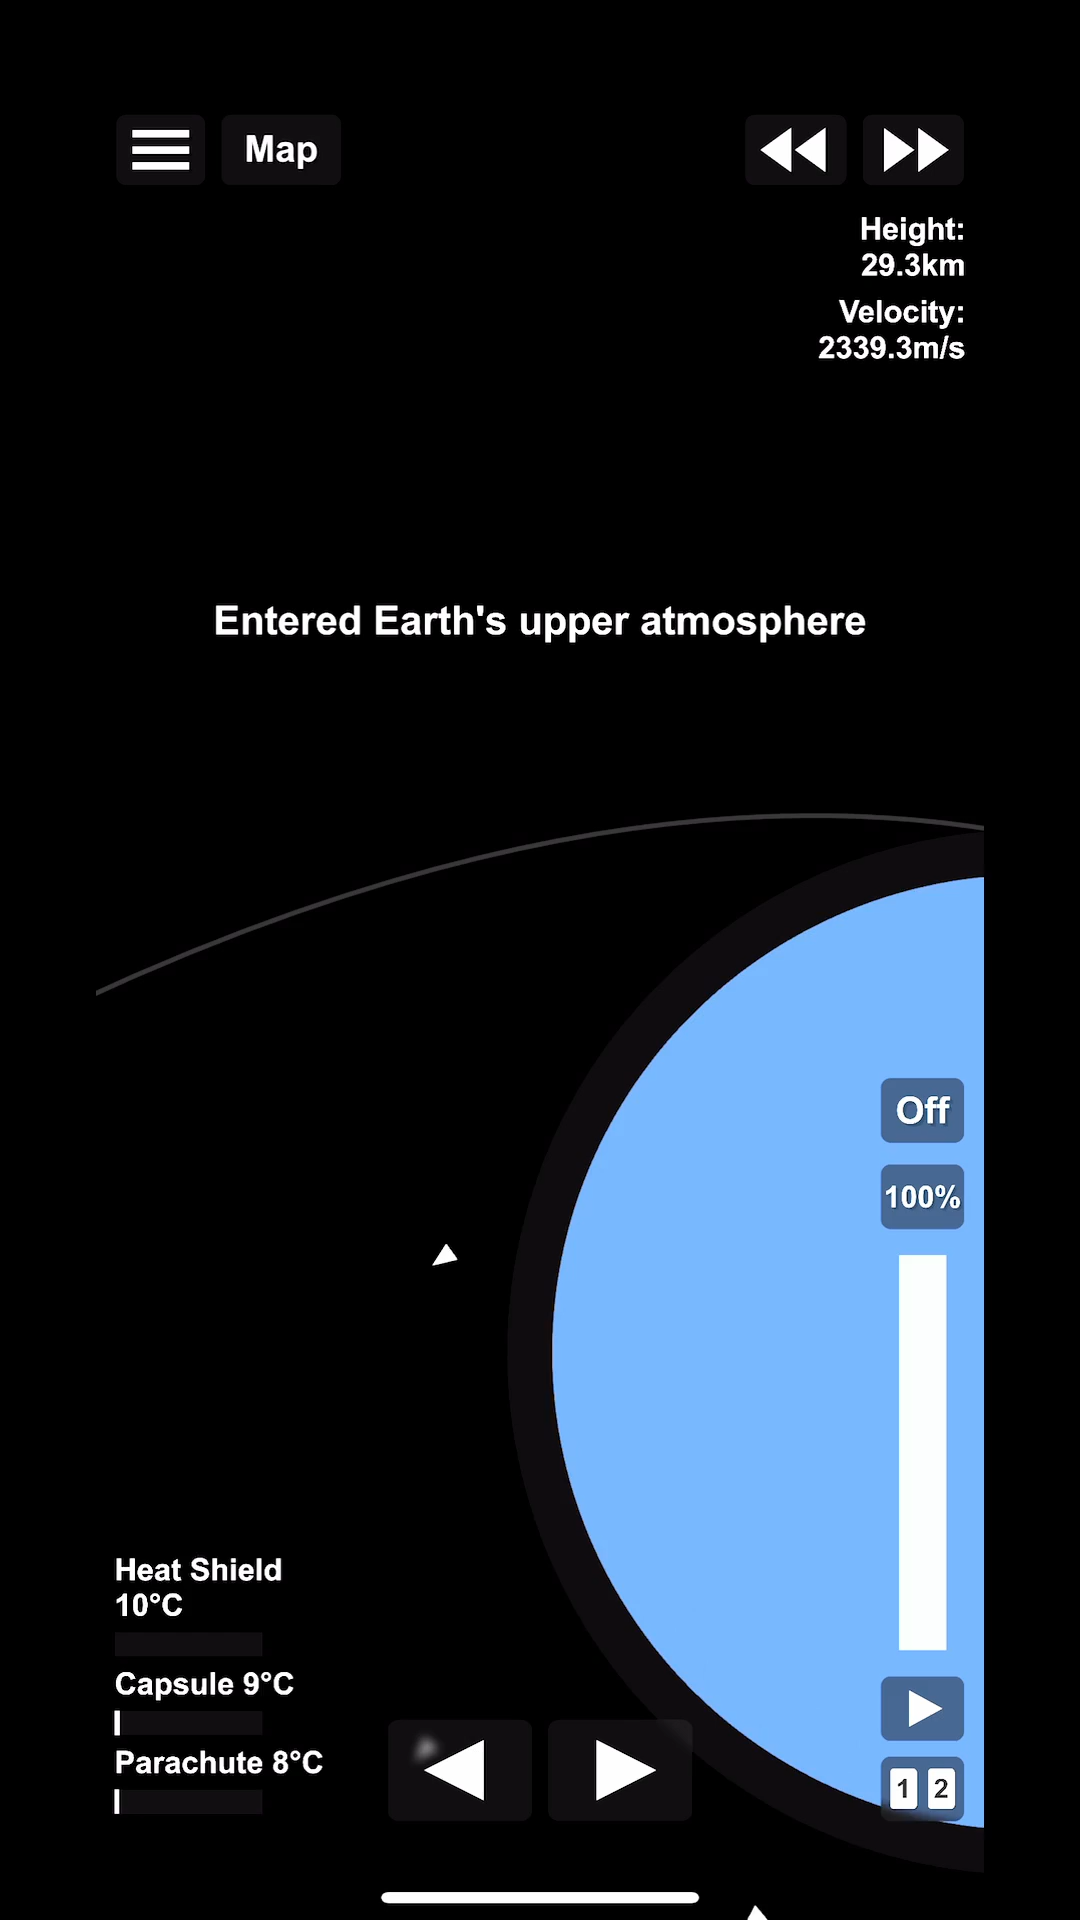 Map
Height:
29.3km
Velocity:
2339.3m/s
Entered Earth's upper atmosphere
Off
100%
Heat Shield
10°C
Capsule 9°C
Parachute 8°C
1 2